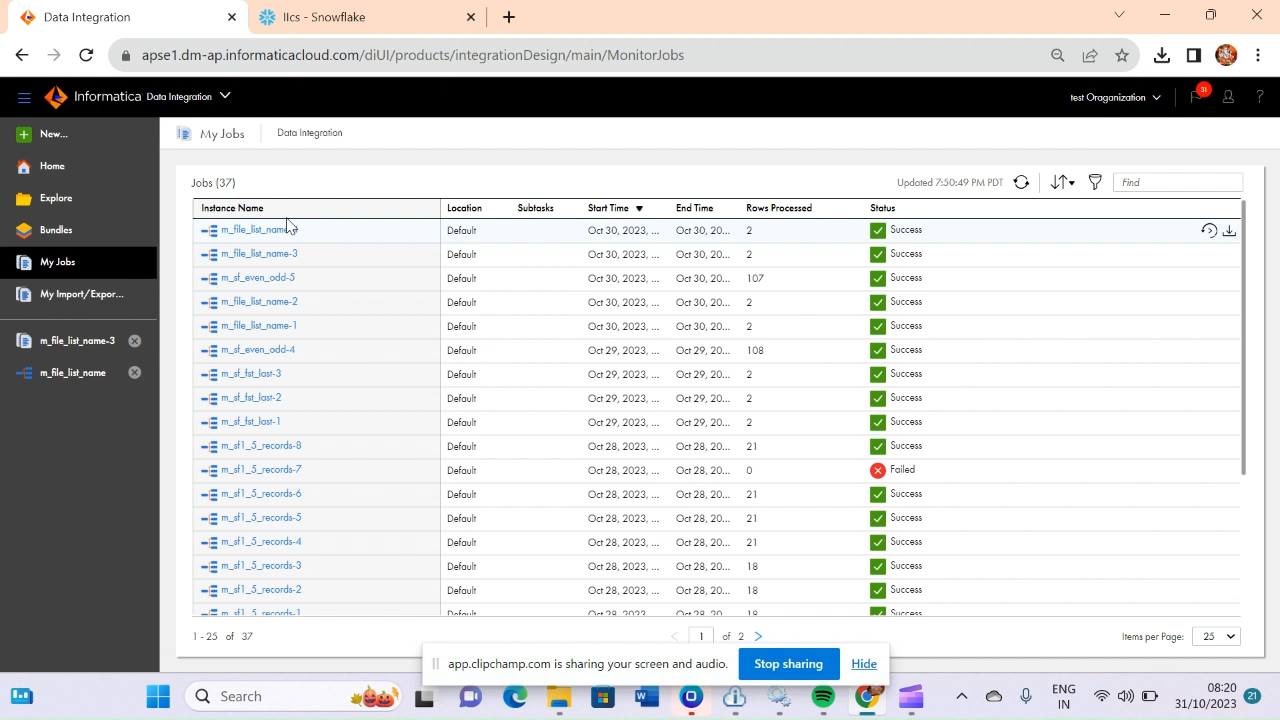 Data Integration
IIcs - Snowflake
apse1.dm-ap.informaticacloud.com/diUI/products/integrationDesign/main/MonitorJobs
Informatica Data Integration
test Oraganization
31
New...
Home
Explore
Bundles
My Jobs
My Import/Expor...
m_file_list_name-3
m_file_list_name
My Jobs
Data Integration
Jobs (37)
Updated 7:50:49 PM PDT
Find
Instance Name Location Subtasks Start Time End Time Rows Processed Status
m_file_list_name- Default Oct 30, 2023, ... Oct 30, 20... 2 Success
m_file_list_name-3 Default Oct 30, 2023, ... Oct 30, 20... 2 Success
m_sf_even_odd-5 Default Oct 30, 2023, ... Oct 30, 20... 107 Success
m_file_list_name-2 Default Oct 30, 2023, ... Oct 30, 20... 2 Success
m_file_list_name-1 Default Oct 30, 2023, ... Oct 30, 20... 2 Success
m_sf_even_odd-4 Default Oct 29, 2023, ... Oct 29, 20... 108 Success
m_sf_fst_last-3 Default Oct 29, 2023, ... Oct 29, 20... 2 Success
m_sf_fst_last-2 Default Oct 29, 2023, ... Oct 29, 20... 2 Success
m_sf_fst_last-1 Default Oct 29, 2023, ... Oct 29, 20... 2 Success
m_sf1_5_records-8 Default Oct 28, 2023, ... Oct 28, 20... 21 Success
m_sf1_5_records-7 Default Oct 28, 2023, ... Oct 28, 20... 0 Failed
m_sf1_5_records-6 Default Oct 28, 2023, ... Oct 28, 20... 21 Success
m_sf1_5_records-5 Default Oct 28, 2023, ... Oct 28, 20... 21 Success
m_sf1_5_records-4 Default Oct 28, 2023, ... Oct 28, 20... 21 Success
m_sf1_5_records-3 Default Oct 28, 2023, ... Oct 28, 20... 18 Success
m_sf1_5_records-2 Default Oct 28, 2023, ... Oct 28, 20... 18 Success
m_sf1_5_records-1 Default Oct 28, 2023, ... Oct 28, 20... 18 Success
1 - 25 of 37
1 of 2
Items per Page: 25
app.clipchamp.com is sharing your screen and audio.
Stop sharing
Hide
Search
ENG
IN
08:20
31/10/2023
21